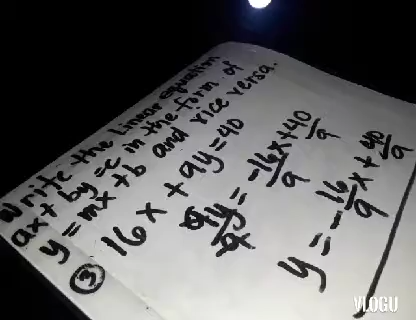 Write the Linear Equation
ax + by = c in the form of
y = mx + b and vice versa.
③ 16x + 9y = 40
9y/9 = -16x/9 + 40/9
y = -16/9x + 40/9
VLOGU